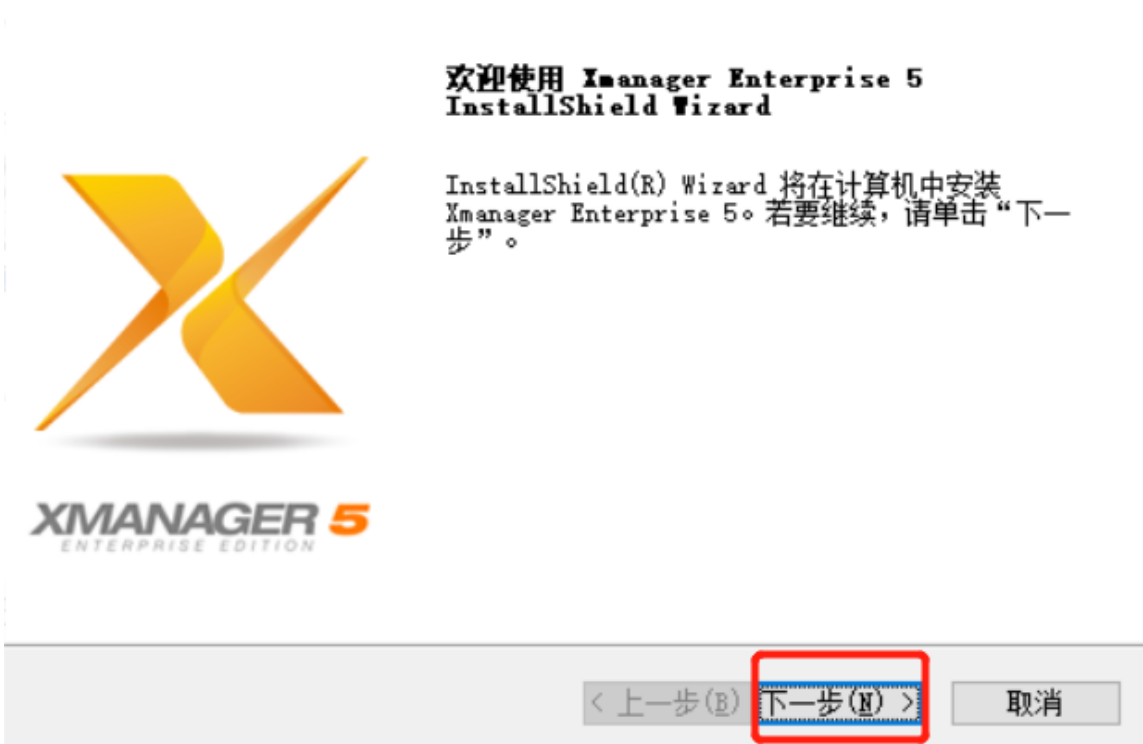 欢迎使用 Xmanager Enterprise 5
InstallShield Wizard
InstallShield(R) Wizard 将在计算机中安装
Xmanager Enterprise 5。若要继续，请单击“下一
步”。
XMANAGER 5
ENTERPRISE EDITION
< 上一步(B) 下一步(N) > 取消